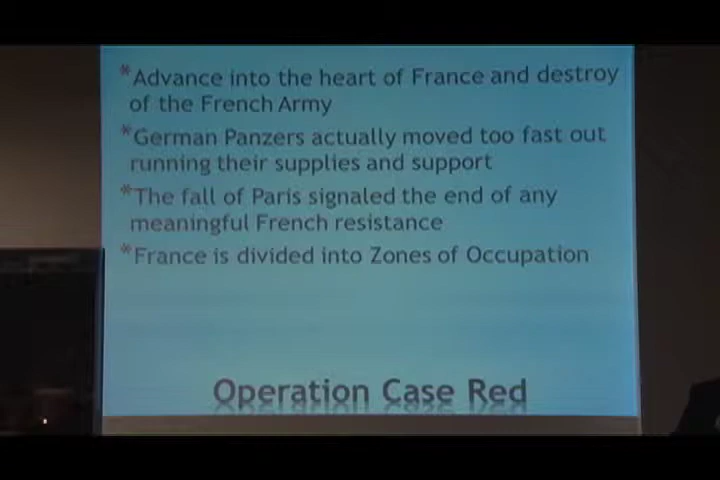 *Advance into the heart of France and destroy
of the French Army
*German Panzers actually moved too fast out
running their supplies and support
*The fall of Paris signaled the end of any
meaningful French resistance
*France is divided into Zones of Occupation
Operation Case Red